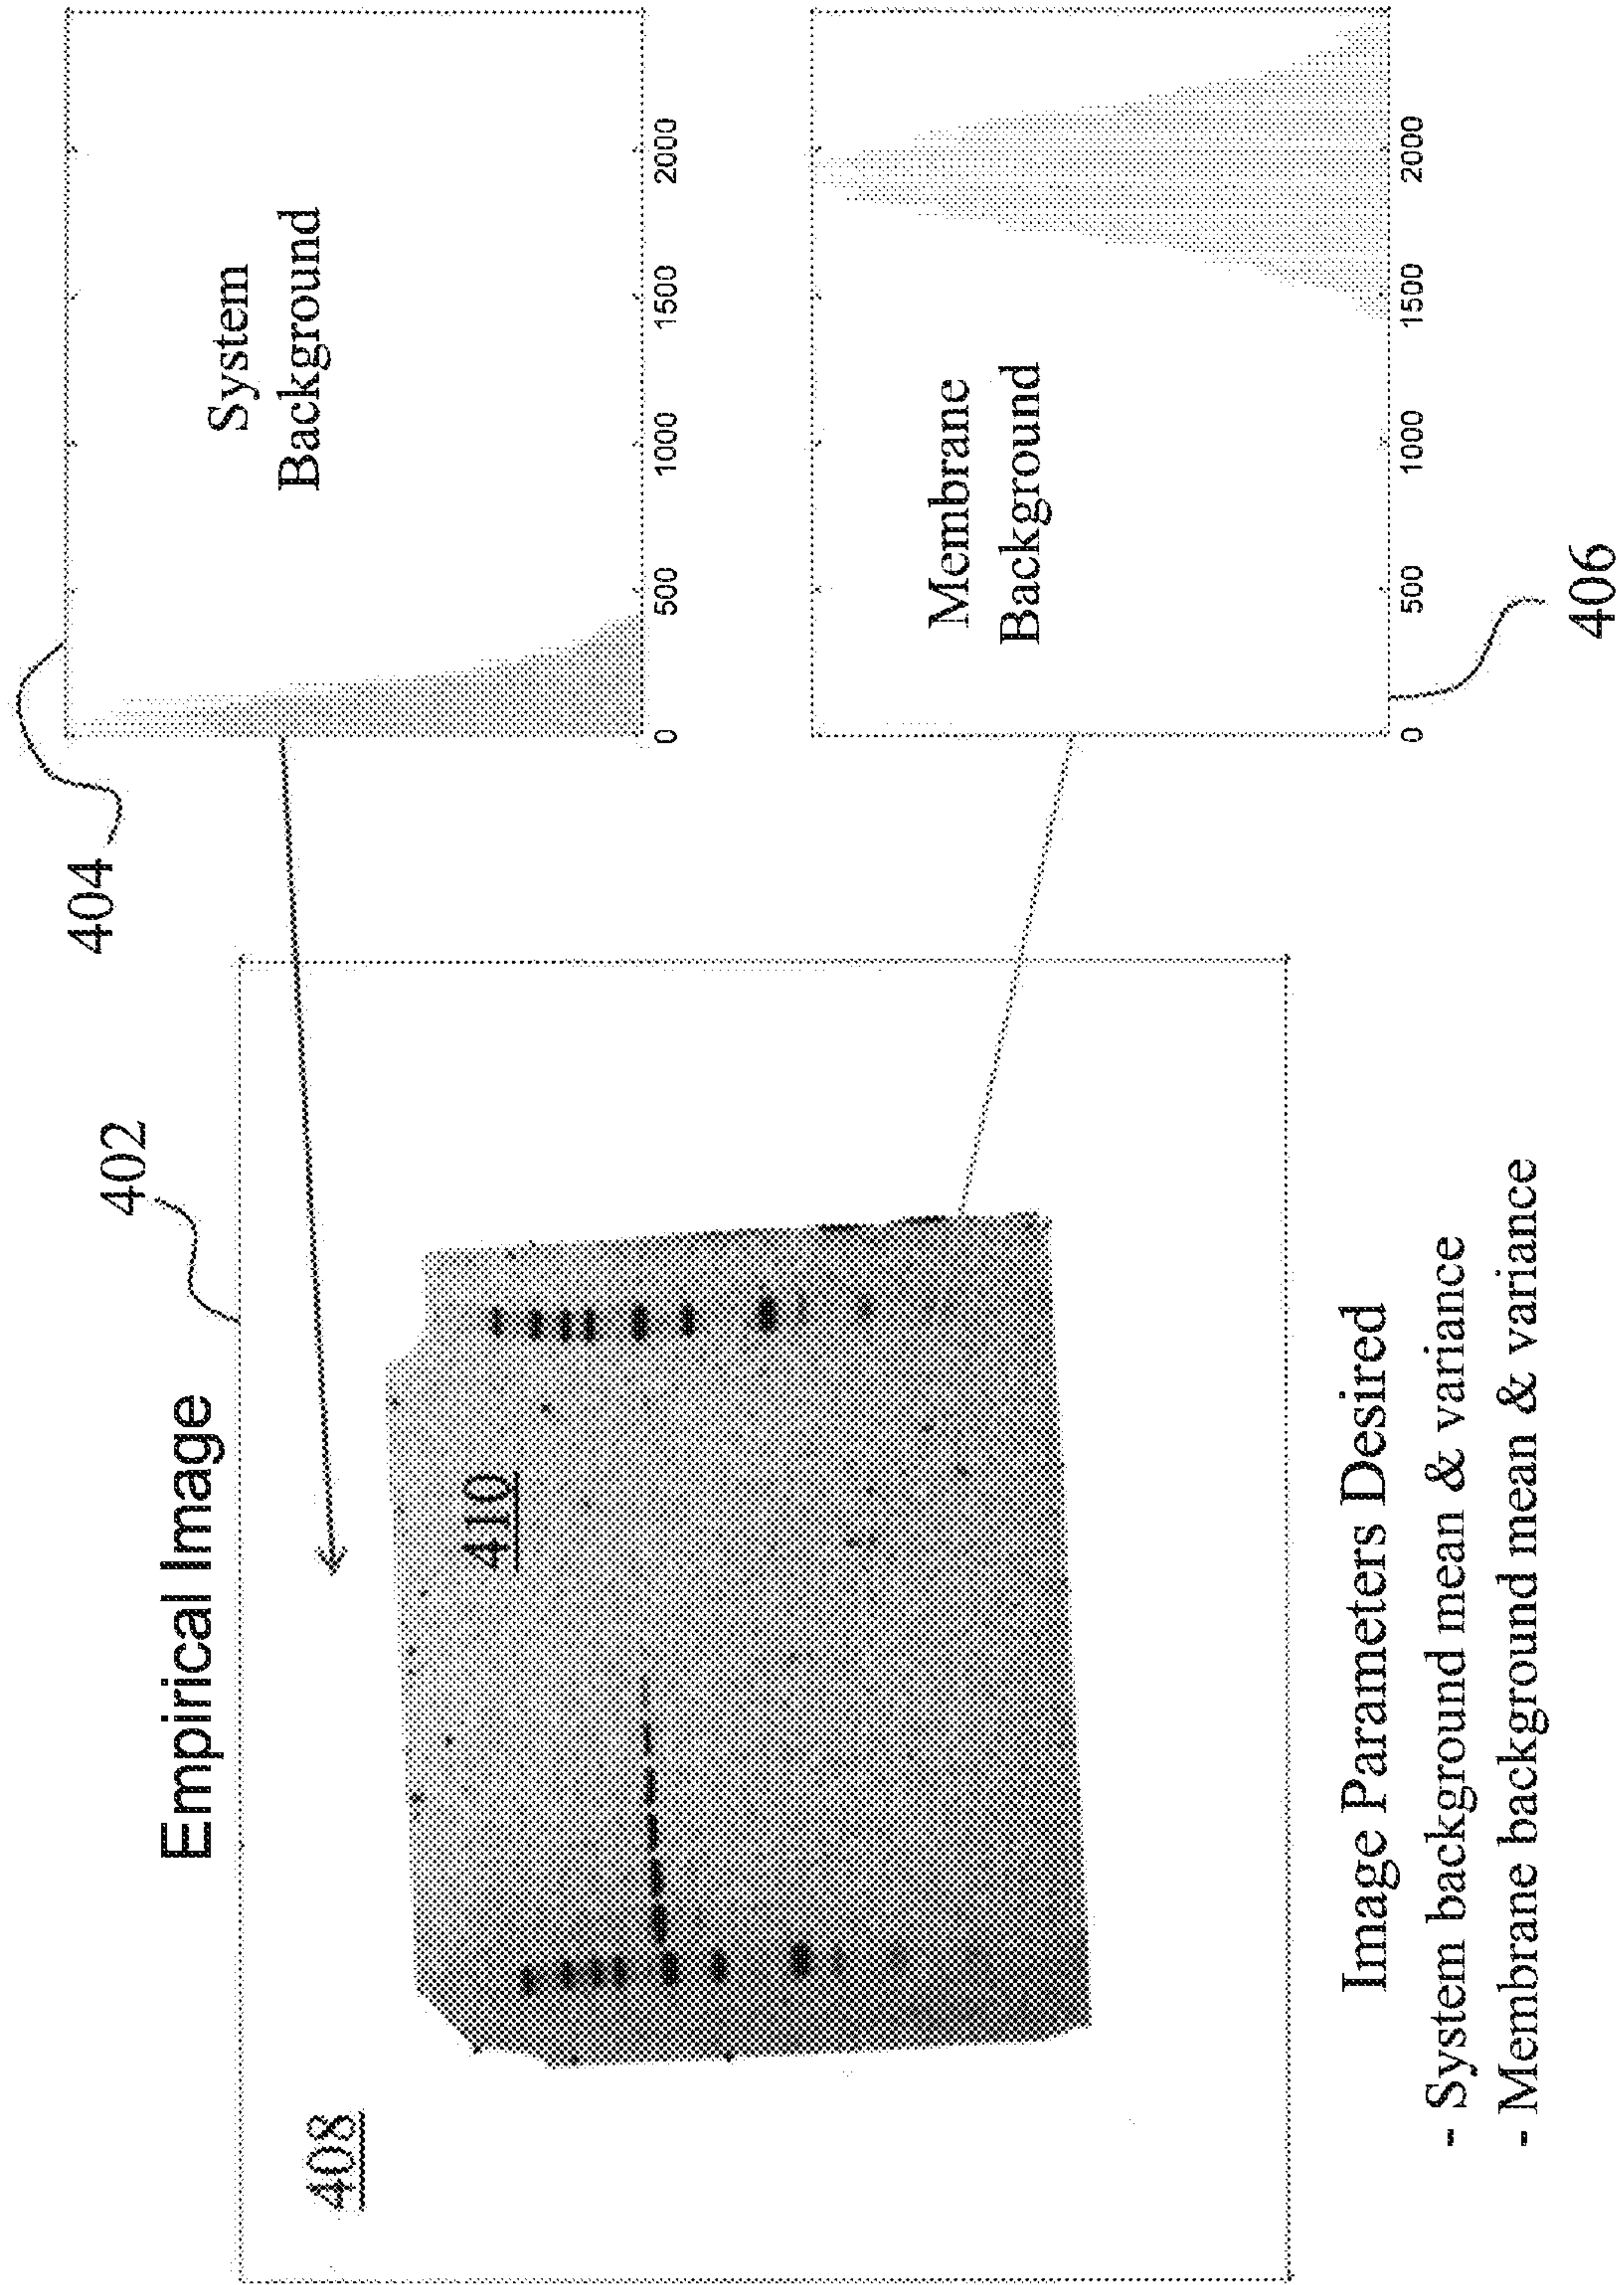 Empirical Image
402
408
410
404
System
Background
0 500 1000 1500 2000
Membrane
Background
0 500 1000 1500 2000
406
Image Parameters Desired
- System background mean & variance
- Membrane background mean & variance